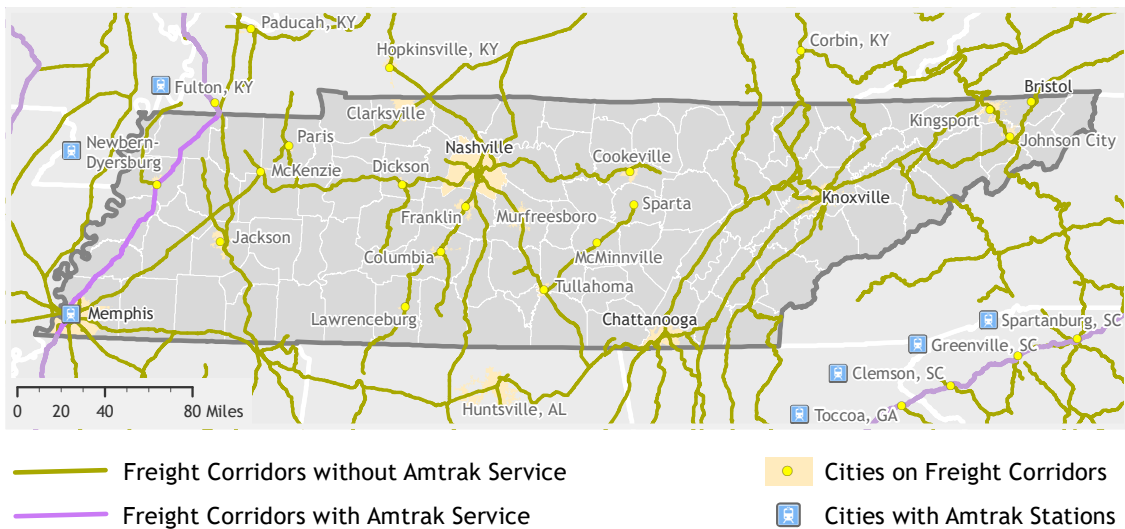 Paducah, KY
Corbin, KY
Hopkinsville, KY
Fulton, KY
Bristol
Clarksville
Kingsport
Paris
Johnson City
Newbern-
Dyersburg
Nashville
Cookeville
McKenzie
Dickson
Knoxville
Sparta
Franklin
Murfreesboro
Jackson
Columbia
McMinnville
Tullahoma
Memphis
Lawrenceburg
Chattanooga
Spartanburg, SC
Greenville, SC
Clemson, SC
0 20 40 80 Miles
Huntsville, AL
Toccoa, GA
Freight Corridors without Amtrak Service
Cities on Freight Corridors
Freight Corridors with Amtrak Service
Cities with Amtrak Stations